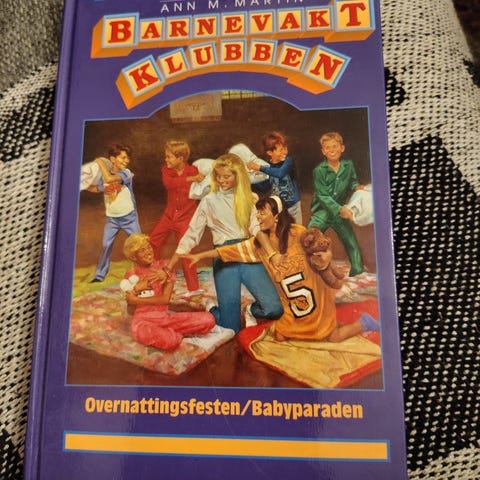 ANN M. MARTIN
BARNEVAKT
KLUBBEN
5
Overnattingsfesten/Babyparaden